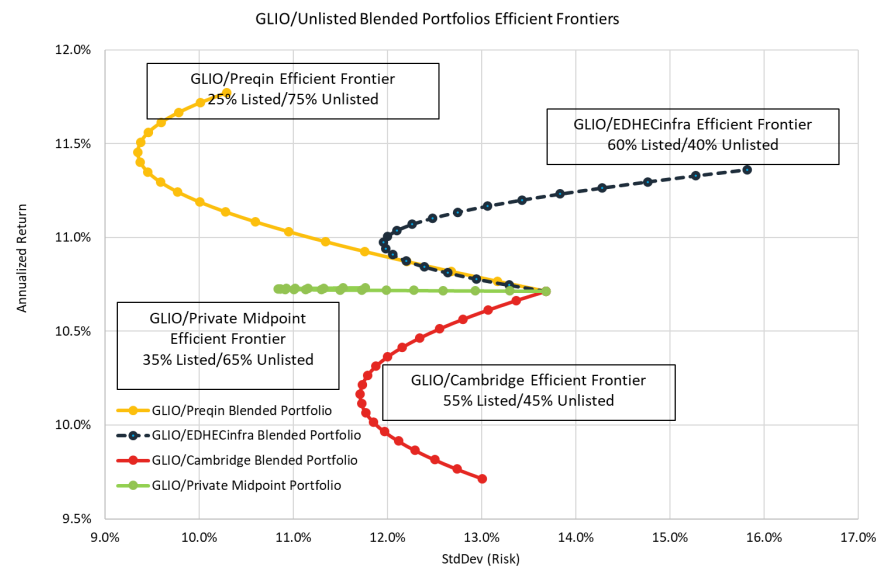 GLIO/Unlisted Blended Portfolios Efficient Frontiers
12.0%
11.5%
11.0%
10.5%
10.0%
9.5%
Annualized Return
GLIO/Preqin Efficient Frontier
25% Listed/75% Unlisted
GLIO/EDHECinfra Efficient Frontier
60% Listed/40% Unlisted
GLIO/Private Midpoint
Efficient Frontier
35% Listed/65% Unlisted
GLIO/Cambridge Efficient Frontier
55% Listed/45% Unlisted
GLIO/Preqin Blended Portfolio
GLIO/EDHECinfra Blended Portfolio
GLIO/Cambridge Blended Portfolio
GLIO/Private Midpoint Portfolio
9.0% 10.0% 11.0% 12.0% 13.0% 14.0% 15.0% 16.0% 17.0%
StdDev (Risk)